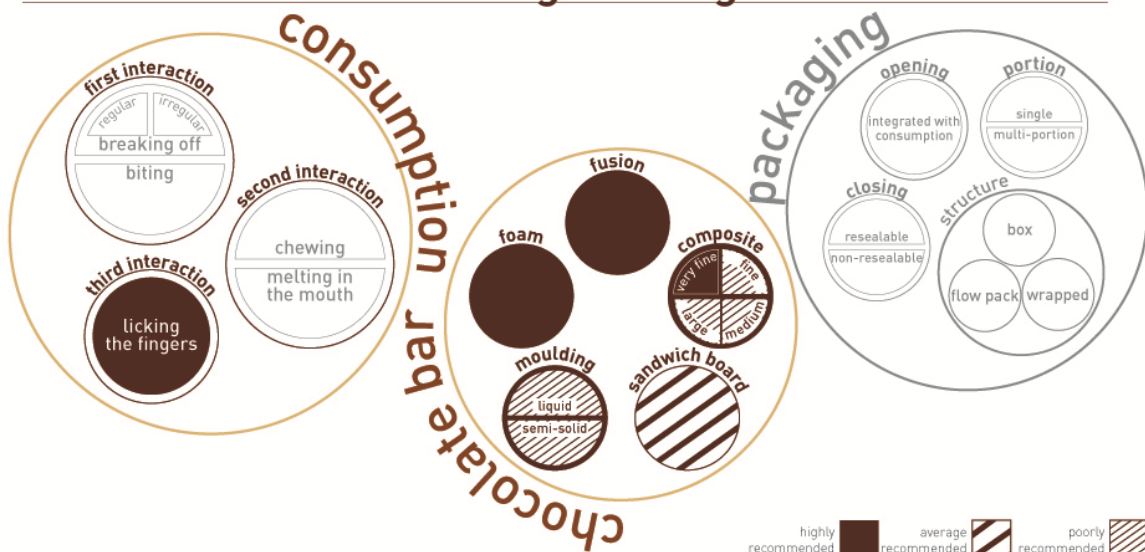 consumption
first interaction
regular
irregular
breaking off
biting
second interaction
chewing
melting in
the mouth
third interaction
licking
the fingers
chocolate bar
fusion
foam
composite
very fine
fine
large
medium
moulding
liquid
semi-solid
sandwich board
packaging
opening
integrated with
consumption
portion
single
multi-portion
closing
resealable
non-resealable
structure
box
flow pack
wrapped
highly
recommended
average
recommended
poorly
recommended